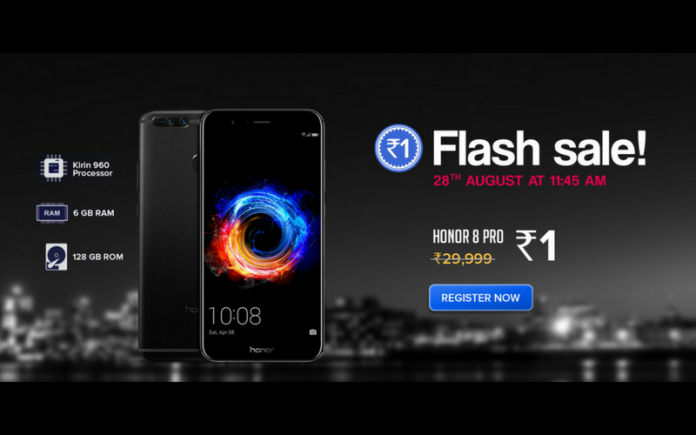 Kirin 960
Processor
RAM
6 GB RAM
128 GB ROM
10:08
Sat, Apr 08
honor
₹1
Flash sale!
28TH AUGUST AT 11:45 AM
HONOR 8 PRO
₹29,999
₹1
REGISTER NOW